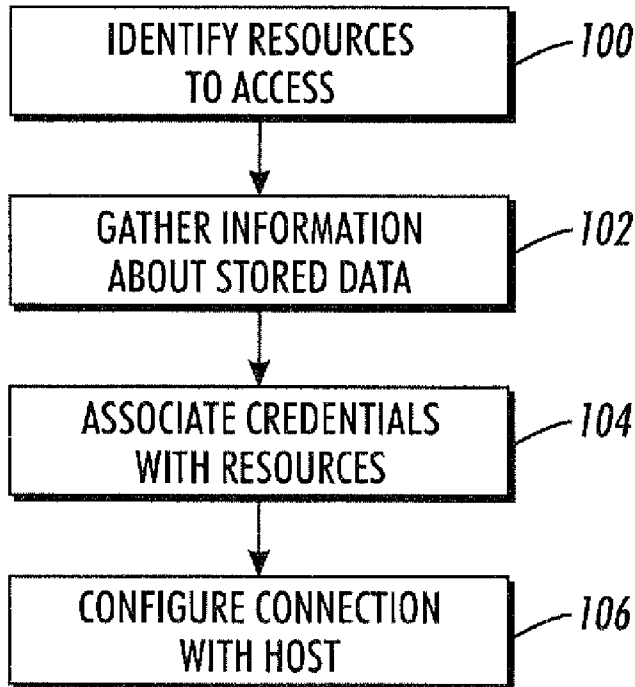 IDENTIFY RESOURCES
TO ACCESS
100
GATHER INFORMATION
ABOUT STORED DATA
102
ASSOCIATE CREDENTIALS
WITH RESOURCES
104
CONFIGURE CONNECTION
WITH HOST
106